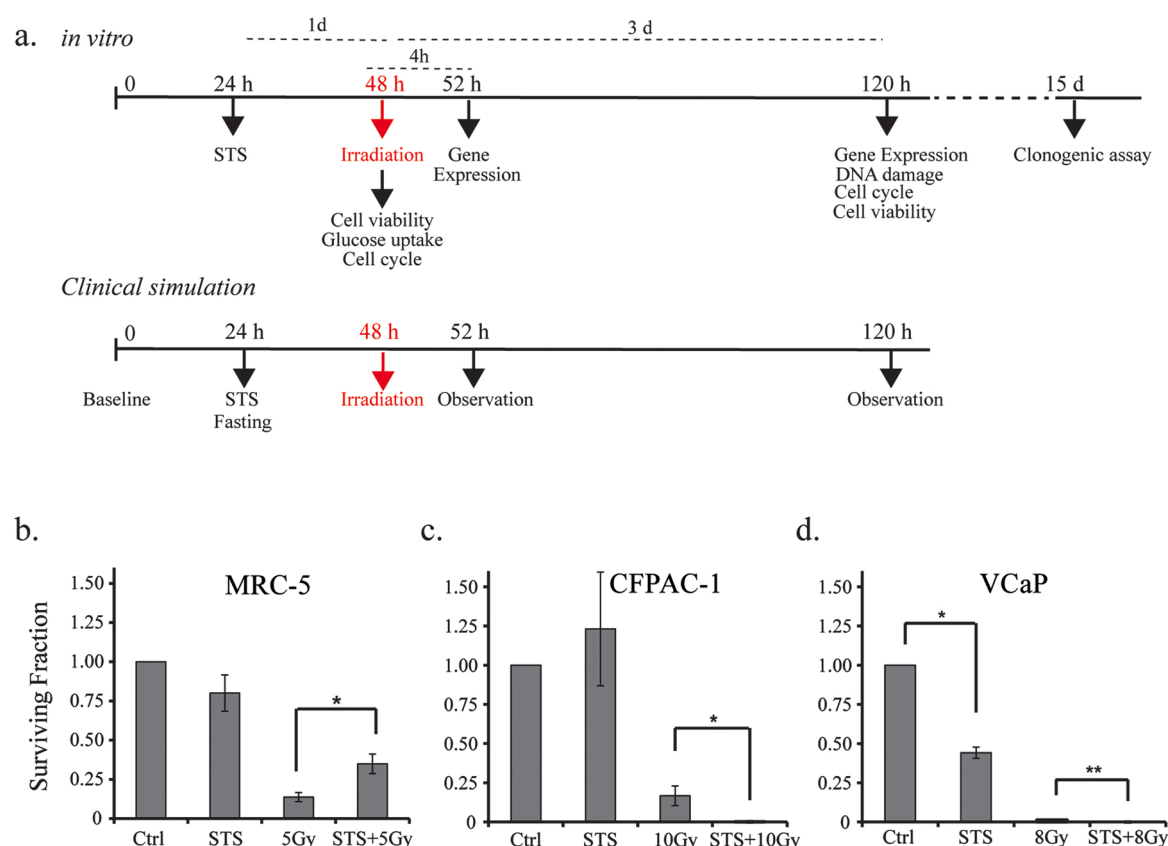 a.
in vitro
1d
3 d
4h
0 24 h 48 h 52 h 120 h 15 d
STS Irradiation Gene Expression
Gene Expression
DNA damage
Cell cycle
Cell viability
Clonogenic assay
Cell viability
Glucose uptake
Cell cycle
Clinical simulation
0 24 h 48 h 52 h 120 h
Baseline
STS
Fasting
Irradiation
Observation
Observation
b.
MRC-5
Surviving Fraction
1.50
1.25
1.00
0.75
0.50
0.25
0
*
Ctrl STS 5Gy STS+5Gy
c.
CFPAC-1
1.50
1.25
1.00
0.75
0.50
0.25
0
*
Ctrl STS 10Gy STS+10Gy
d.
VCaP
1.50
1.25
1.00
0.75
0.50
0.25
0
*
**
Ctrl STS 8Gy STS+8Gy